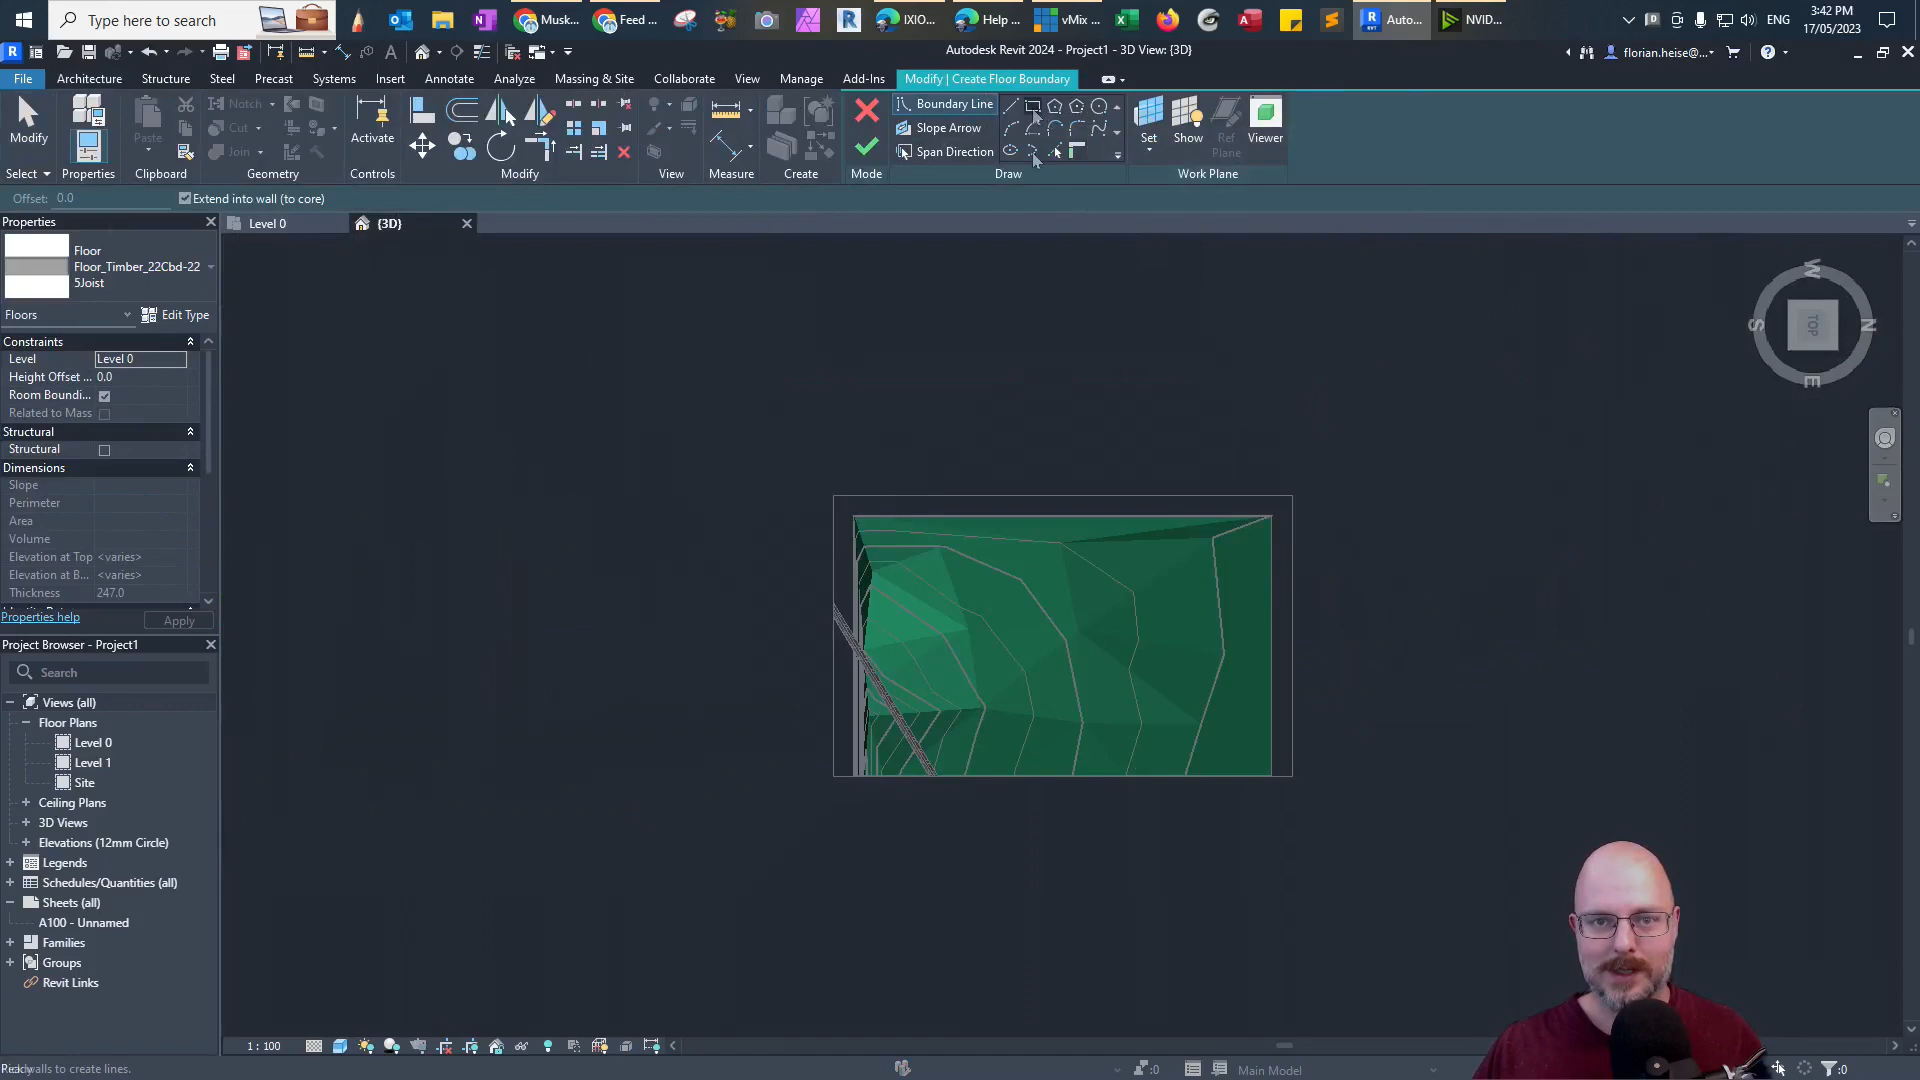 Type here to search
Musk...
Feed ...
IXIO...
Help ...
vMix ...
Auto...
NVID...
ENG
3:42 PM
17/05/2023
Autodesk Revit 2024 - Project1 - 3D View: {3D}
florian.heise@...
File
Architecture
Structure
Steel
Precast
Systems
Insert
Annotate
Analyze
Massing & Site
Collaborate
View
Manage
Add-Ins
Modify | Create Floor Boundary
Modify
Paste
Notch
Cut
Join
Activate
Boundary Line
Slope Arrow
Span Direction
Set
Show
Ref
Plane
Viewer
Select
Properties
Clipboard
Geometry
Controls
Modify
View
Measure
Create
Mode
Draw
Work Plane
Offset: 0.0
Extend into wall (to core)
Properties
Level 0
{3D}
Floor
Floor_Timber_22Cbd-22
5Joist
Floors
Edit Type
Constraints
Level
Level 0
Height Offset ...
0.0
Room Boundi...
Related to Mass
Structural
Structural
Dimensions
Slope
Perimeter
Area
Volume
Elevation at Top
<varies>
Elevation at B...
<varies>
Thickness
247.0
Properties help
Apply
Project Browser - Project1
Search
Views (all)
Floor Plans
Level 0
Level 1
Site
Ceiling Plans
3D Views
Elevations (12mm Circle)
Legends
Schedules/Quantities (all)
Sheets (all)
A100 - Unnamed
Families
Groups
Revit Links
W
S
TOP
N
E
1 : 100
walls to create lines.
:0
Main Model
:0